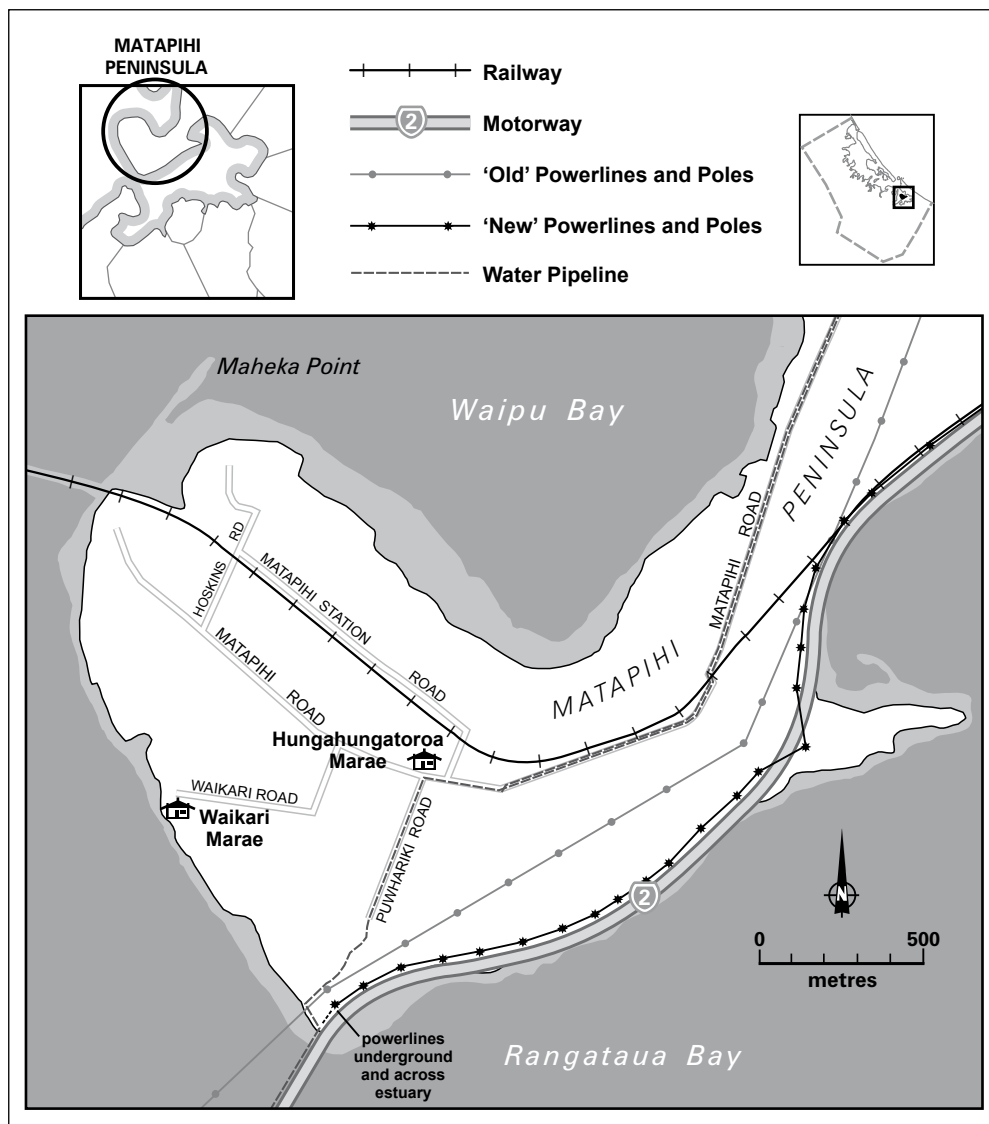 MATAPIHI
PENINSULA
Railway
2
Motorway
'Old' Powerlines and Poles
'New' Powerlines and Poles
Water Pipeline
Maheka Point
Waipu Bay
PENINSULA
MATAPIHI ROAD
HOSKINS RD
MATAPIHI STATION ROAD
MATAPIHI ROAD
MATAPIHI
Hungahungatoroa
Marae
WAIKARI ROAD
Waikari
Marae
PUWHARIKI ROAD
2
N
0 500
metres
powerlines
underground
and across
estuary
Rangataua Bay